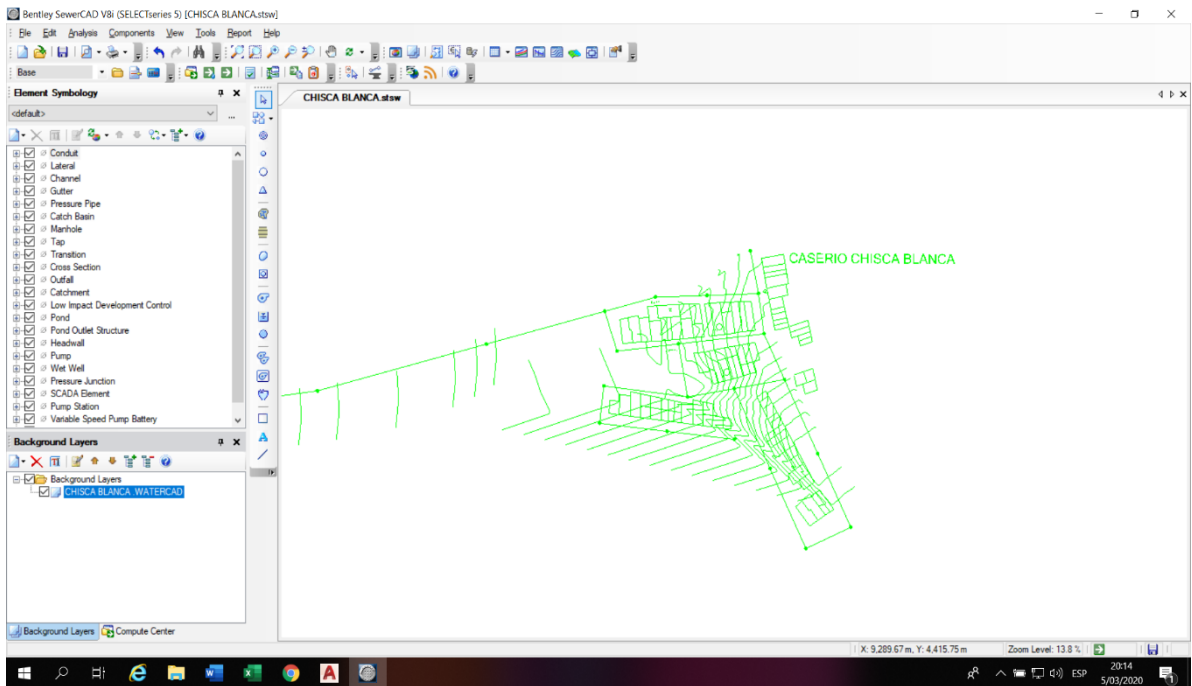 Bentley SewerCAD V8i (SELECTseries 5) [CHISCA BLANCA.stsw]
File Edit Analysis Components View Tools Report Help
Base
Element Symbology
<default>
Conduit
Lateral
Channel
Gutter
Pressure Pipe
Catch Basin
Manhole
Tap
Transition
Cross Section
Outfall
Catchment
Low Impact Development Control
Pond
Pond Outlet Structure
Headwall
Pump
Wet Well
Pressure Junction
SCADA Element
Pump Station
Variable Speed Pump Battery
Background Layers
Background Layers
CHISCA BLANCA .WATERCAD
Background Layers Compute Center
CHISCA BLANCA.stsw
CASERIO CHISCA BLANCA
X: 9,289.67 m, Y: 4,415.75 m Zoom Level: 13.8 %
ESP
20:14
5/03/2020